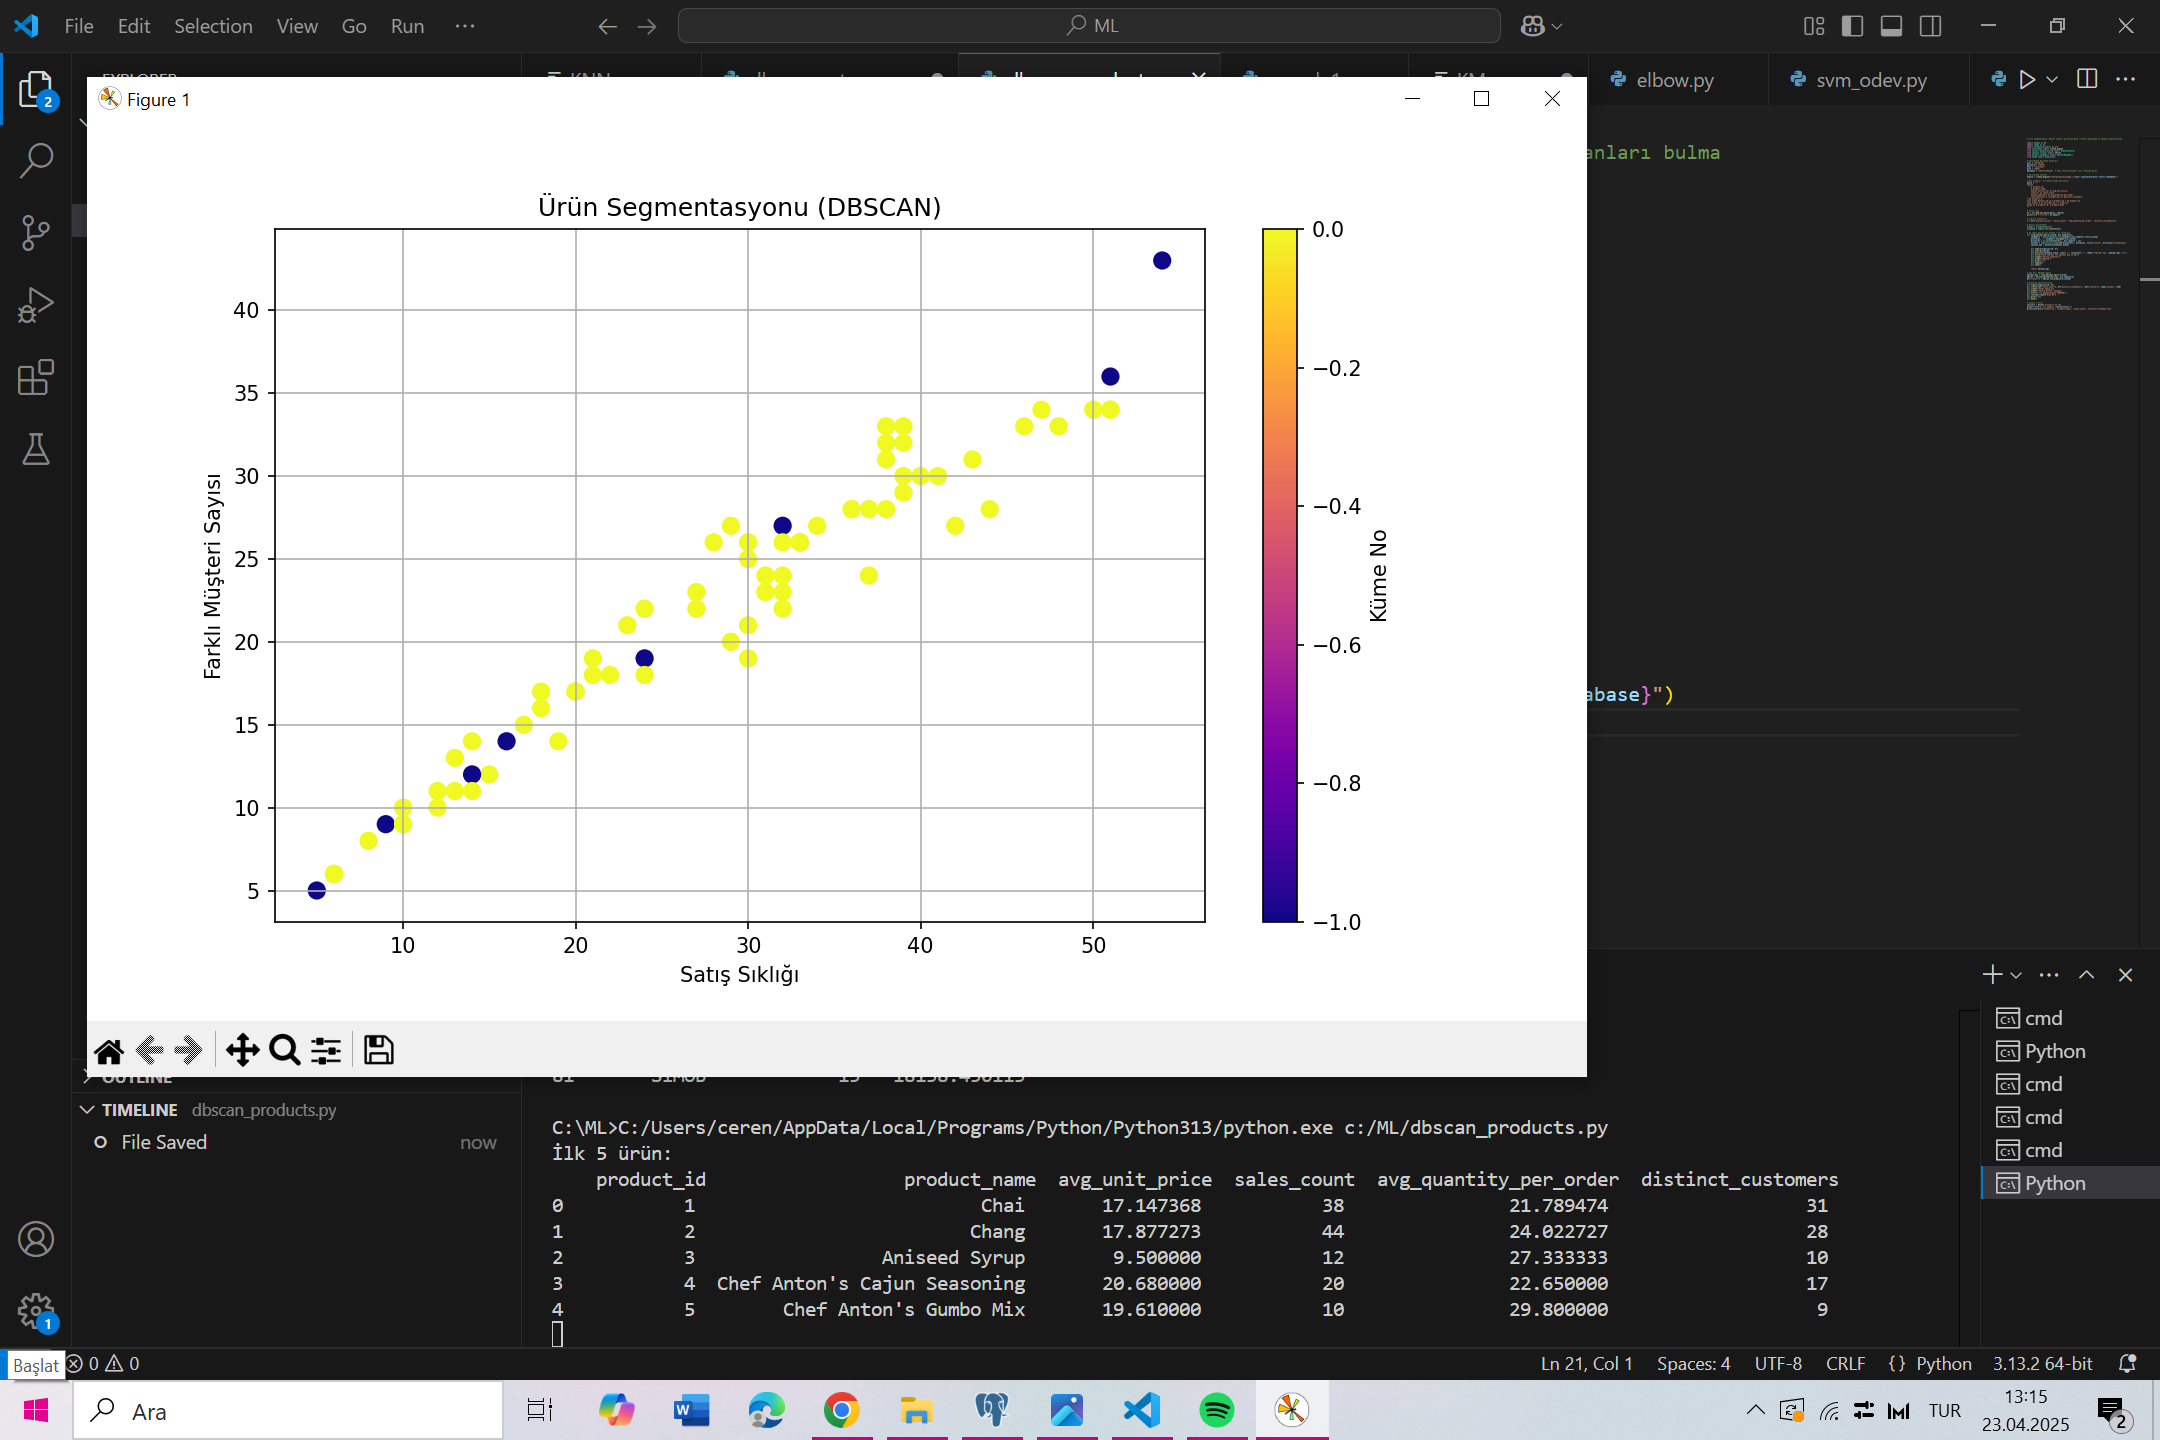 File Edit Selection View Go Run ···
ML
elbow.py
svm_odev.py
2
Figure 1
anları bulma
Ürün Segmentasyonu (DBSCAN)
40
35
30
25
20
15
10
5
Farklı Müşteri Sayısı
10 20 30 40 50
Satış Sıklığı
0.0
−0.2
−0.4
−0.6
−0.8
−1.0
Küme No
abase}")
OUTLINE
TIMELINE dbscan_products.py
File Saved now
cmd
Python
cmd
cmd
cmd
Python
C:\ML>C:/Users/ceren/AppData/Local/Programs/Python/Python313/python.exe c:/ML/dbscan_products.py
İlk 5 ürün:
product_id product_name avg_unit_price sales_count avg_quantity_per_order distinct_customers
0 1 Chai 17.147368 38 21.789474 31
1 2 Chang 17.877273 44 24.022727 28
2 3 Aniseed Syrup 9.500000 12 27.333333 10
3 4 Chef Anton's Cajun Seasoning 20.680000 20 22.650000 17
4 5 Chef Anton's Gumbo Mix 19.610000 10 29.800000 9
1
Başlat
0 0
Ln 21, Col 1 Spaces: 4 UTF-8 CRLF {} Python 3.13.2 64-bit
Ara
TUR
13:15
23.04.2025
2